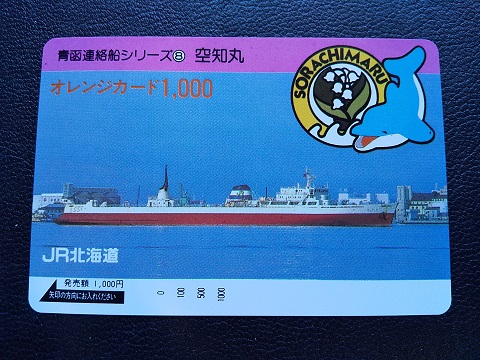 青函連絡船シリーズ⑧ 空知丸
オレンジカード1,000
SORACHIMARU
JR北海道
発売額 1,000円
矢印の方向にお入れください
0 100 500 1000